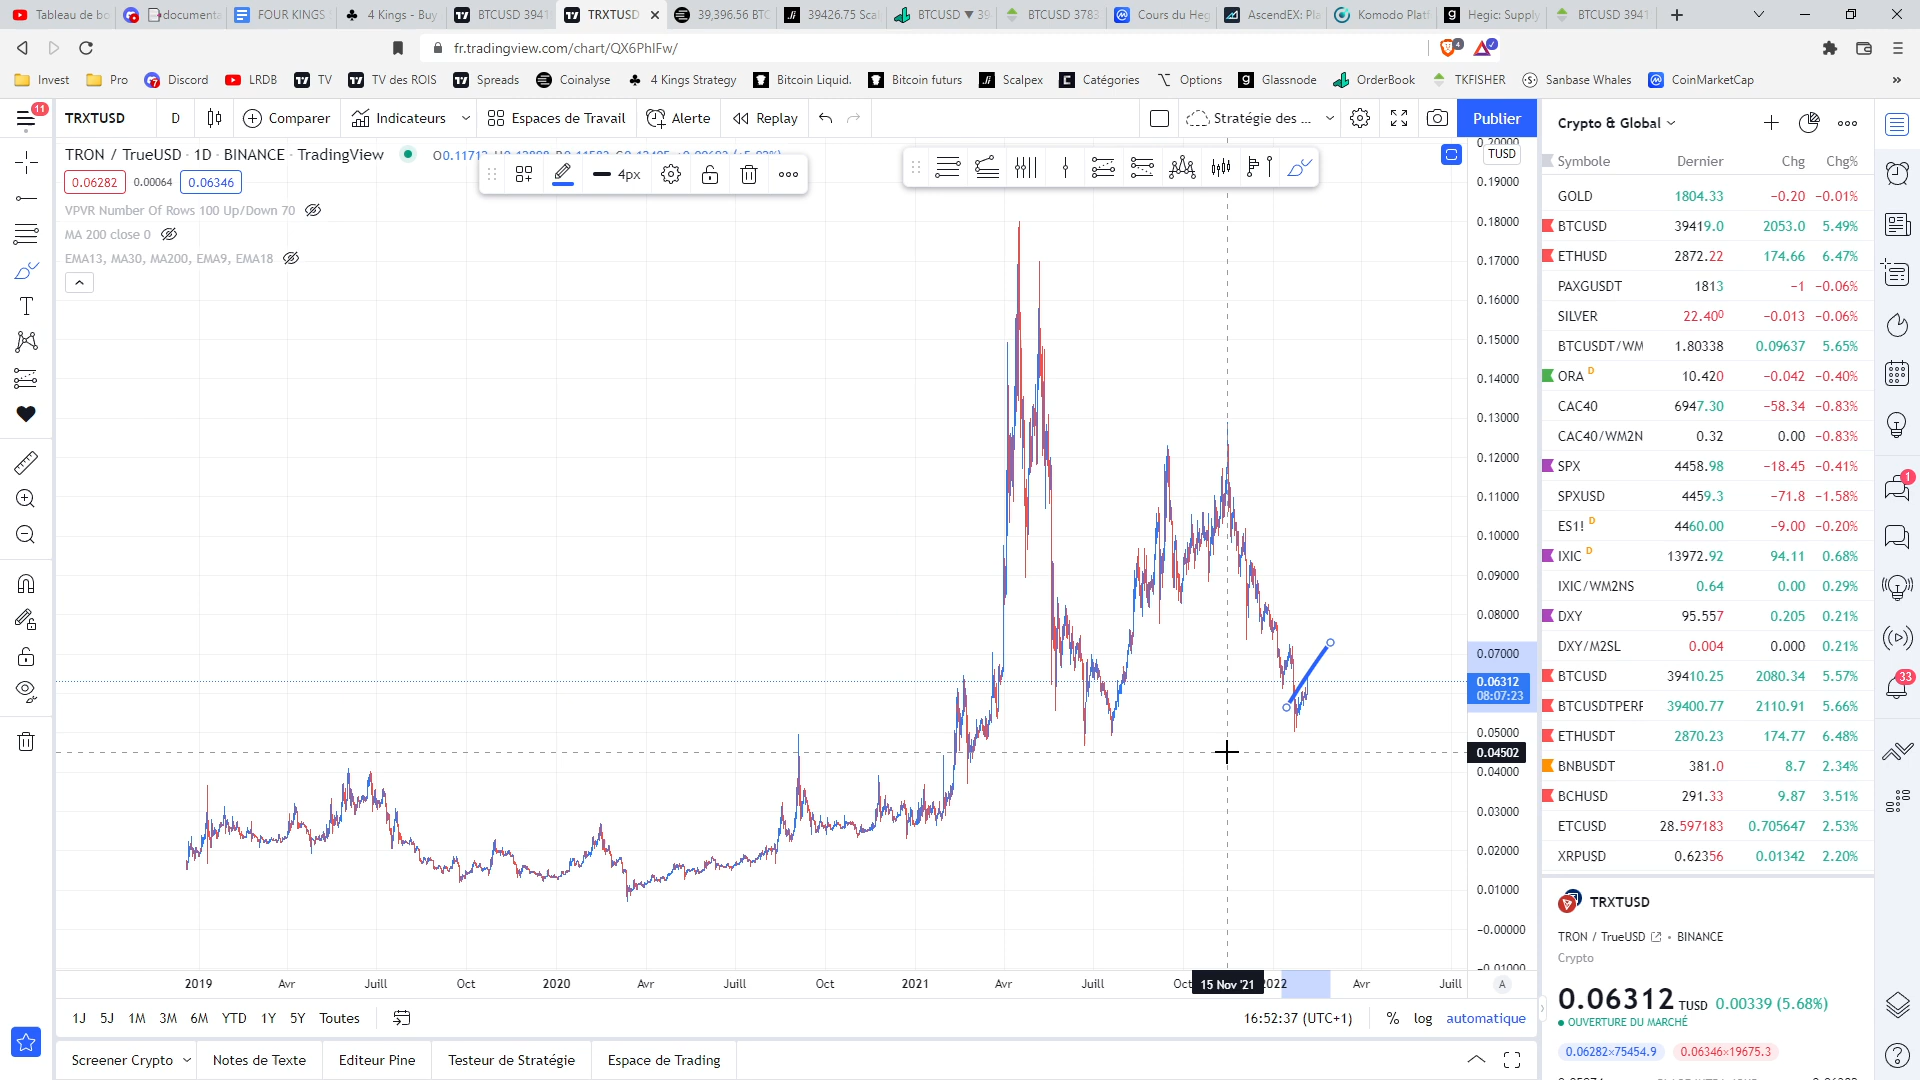 Tableau de bo
documenta
FOUR KINGS
4 Kings - Buy
BTCUSD 3941
TRXTUSD
39,396.56 BTC
39426.75 Scal
BTCUSD ▼ 39
BTCUSD 3783
Cours du Heg
AscendEX: Pla
Komodo Platf
Hegic: Supply
BTCUSD 3941
fr.tradingview.com/chart/QX6PhIFw/
4
Invest
Pro
Discord
LRDB
TV
TV des ROIS
Spreads
Coinalyse
4 Kings Strategy
Bitcoin Liquid.
Bitcoin futurs
Scalpex
Catégories
Options
Glassnode
OrderBook
TKFISHER
Sanbase Whales
CoinMarketCap
»
11
TRXTUSD
D
Comparer
Indicateurs
Espaces de Travail
Alerte
Replay
Stratégie des ...
Publier
Crypto & Global
TRON / TrueUSD · 1D · BINANCE · TradingView
4px
TUSD
0.06282
0.00064
0.06346
VPVR Number Of Rows 100 Up/Down 70
MA 200 close 0
EMA13, MA30, MA200, EMA9, EMA18
0.19000
0.18000
0.17000
0.16000
0.15000
0.14000
0.13000
0.12000
0.11000
0.10000
0.09000
0.08000
0.07000
0.06312
08:07:23
0.05000
0.04502
0.04000
0.03000
0.02000
0.01000
-0.00000
-0.01000
2019
Avr
Juill
Oct
2020
Avr
Juill
Oct
2021
Avr
Juill
Oct
15 Nov '21
2022
Avr
Juill
A
1J
5J
1M
3M
6M
YTD
1Y
5Y
Toutes
16:52:37 (UTC+1)
%
log
automatique
Screener Crypto
Notes de Texte
Editeur Pine
Testeur de Stratégie
Espace de Trading
Symbole Dernier Chg Chg%
GOLD 1804.33 −0.20 −0.01%
BTCUSD 39419.0 2053.0 5.49%
ETHUSD 2872.22 174.66 6.47%
PAXGUSDT 1813 −1 −0.06%
SILVER 22.400 −0.013 −0.06%
BTCUSDT/WM 1.80338 0.09637 5.65%
ORA D 10.420 −0.042 −0.40%
CAC40 6947.30 −58.34 −0.83%
CAC40/WM2N 0.32 0.00 −0.83%
SPX 4458.98 −18.45 −0.41%
SPXUSD 4459.3 −71.8 −1.58%
ES1! D 4460.00 −9.00 −0.20%
IXIC D 13972.92 94.11 0.68%
IXIC/WM2NS 0.64 0.00 0.29%
DXY 95.557 0.205 0.21%
DXY/M2SL 0.004 0.000 0.21%
BTCUSD 39410.25 2080.34 5.57%
BTCUSDTPERF 39400.77 2110.91 5.66%
ETHUSDT 2870.23 174.77 6.48%
BNBUSDT 381.0 8.7 2.34%
BCHUSD 291.33 9.87 3.51%
ETCUSD 28.597183 0.705647 2.53%
XRPUSD 0.62356 0.01342 2.20%
TRXTUSD
TRON / TrueUSD • BINANCE
Crypto
0.06312 TUSD 0.00339 (5.68%)
OUVERTURE DU MARCHÉ
0.06282×75454.9
0.06346×19675.3
1
33